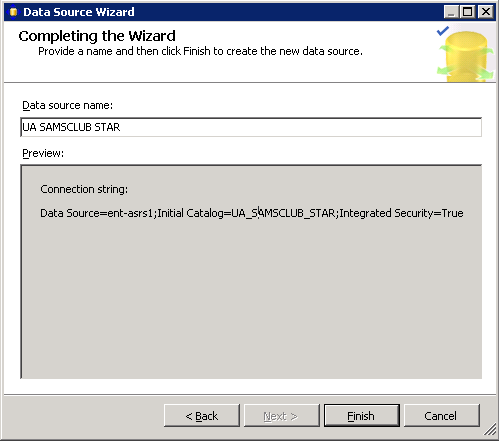 Data Source Wizard
Completing the Wizard
Provide a name and then click Finish to create the new data source.
Data source name:
UA SAMSCLUB STAR
Preview:
Connection string:
Data Source=ent-asrs1;Initial Catalog=UA_SAMSCLUB_STAR;Integrated Security=True
< Back Next > Finish Cancel